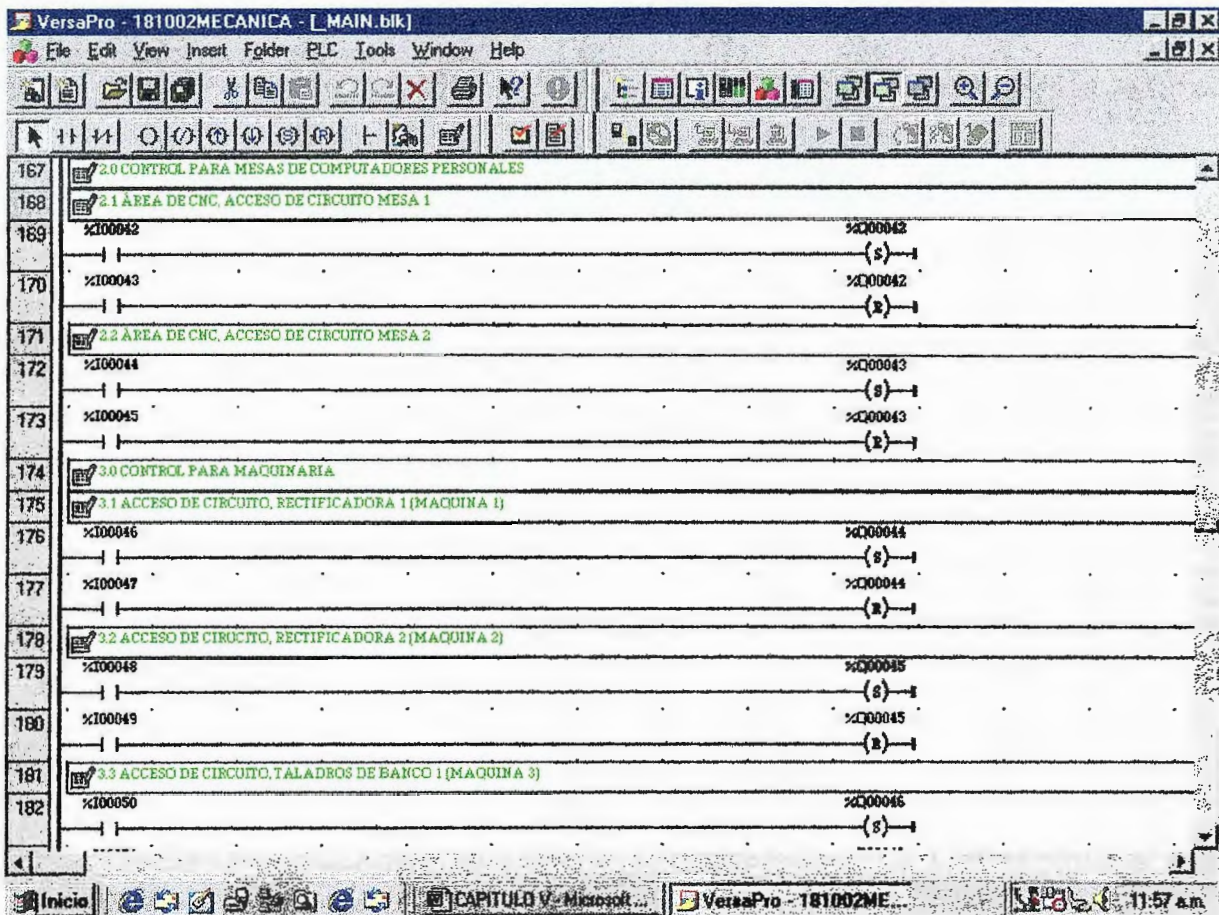 VersaPro - 181002MECANICA - [_MAIN.blk]
File Edit View Insert Folder PLC Tools Window Help
167 2.0 CONTROL PARA MESAS DE COMPUTADORES PERSONALES
168 2.1 ÀREA DE CNC, ACCESO DE CIRCUITO MESA 1
169 %I00042 %Q00042
(S)
170 %I00043 %Q00042
(R)
171 2.2 ÀREA DE CNC, ACCESO DE CIRCUITO MESA 2
172 %I00044 %Q00043
(S)
173 %I00045 %Q00043
(R)
174 3.0 CONTROL PARA MAQUINARIA
175 3.1 ACCESO DE CIRCUITO, RECTIFICADORA 1 (MAQUINA 1)
176 %I00046 %Q00044
(S)
177 %I00047 %Q00044
(R)
178 3.2 ACCESO DE CIRUCITO, RECTIFICADORA 2 (MAQUINA 2)
179 %I00048 %Q00045
(S)
180 %I00049 %Q00045
(R)
181 3.3 ACCESO DE CIRCUITO, TALADROS DE BANCO 1 (MAQUINA 3)
182 %I00050 %Q00046
(S)
Inicio CAPITULO V - Microsoft ... VersaPro - 181002ME... 11:57 a.m.